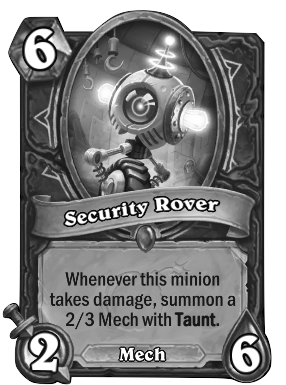 6
Security Rover
Whenever this minion
takes damage, summon a
2/3 Mech with Taunt.
2
Mech
6